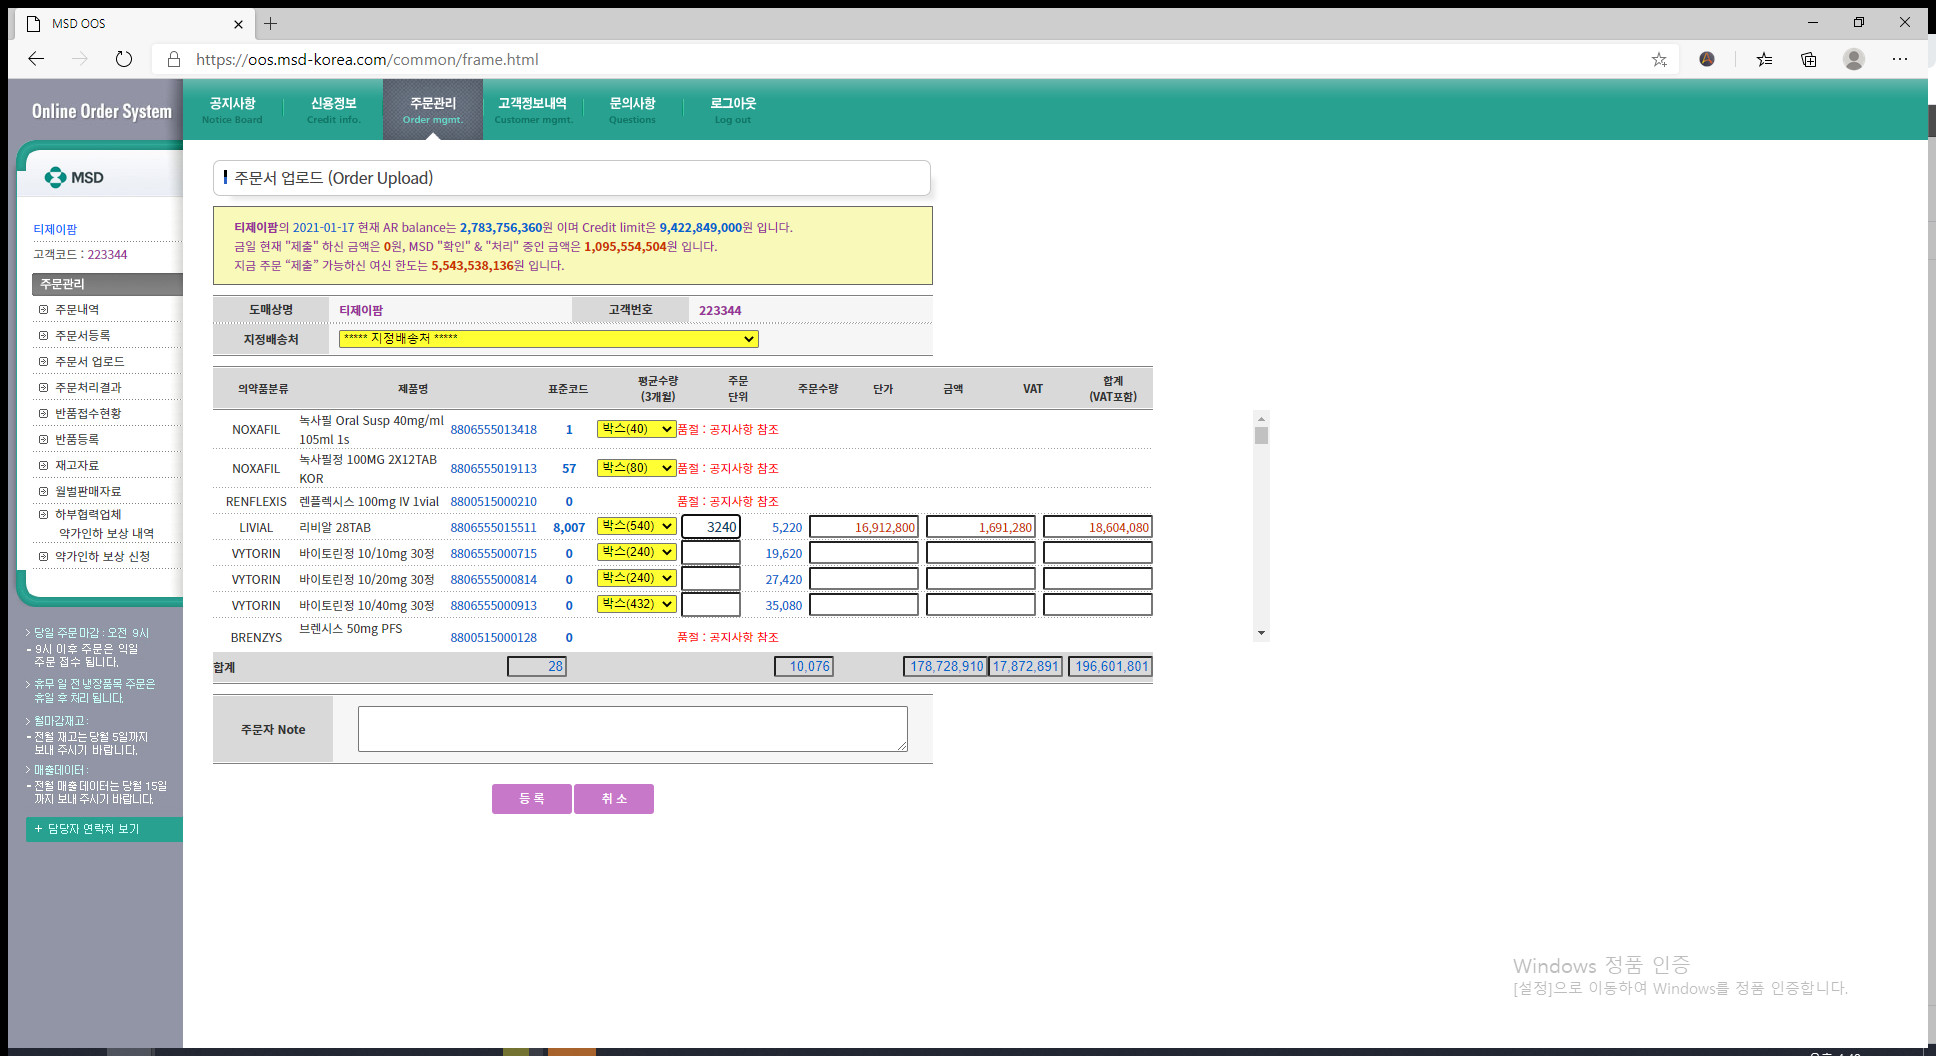 MSD OOS
https://oos.msd-korea.com/common/frame.html
Online Order System
공지사항
Notice Board
신용정보
Credit info.
주문관리
Order mgmt.
고객정보내역
Customer mgmt.
문의사항
Questions
로그아웃
Log out
MSD
티제이팜
고객코드 : 223344
주문관리
주문내역
주문서등록
주문서 업로드
주문처리결과
반품접수현황
반품등록
재고자료
월별판매자료
하부협력업체
약가인하 보상 내역
약가인하 보상 신청
> 당일 주문마감 : 오전 9시
- 9시 이후 주문은 익일
주문 접수 됩니다.
> 휴무 일 전 냉장품목 주문은
휴일 후 처리 됩니다.
> 월마감재고 :
- 전월 재고는 당월 5일까지
보내 주시기 바랍니다.
> 매출데이터 :
- 전월 매출데이터는 당월 15일
까지 보내주시기 바랍니다.
+ 담당자 연락처 보기
주문서 업로드 (Order Upload)
티제이팜의 2021-01-17 현재 AR balance는 2,783,756,360원 이며 Credit limit은 9,422,849,000원 입니다.
금일 현재 "제출" 하신 금액은 0원, MSD "확인" & "처리" 중인 금액은 1,095,554,504원 입니다.
지금 주문 “제출” 가능하신 여신 한도는 5,543,538,136원 입니다.
도매상명 티제이팜 고객번호 223344
지정배송처 ***** 지정배송처 *****
의약품분류 제품명 표준코드 평균수량 (3개월) 주문 단위 주문수량 단가 금액 VAT 합계 (VAT포함)
NOXAFIL 녹사필 Oral Susp 40mg/ml 105ml 1s 8806555013418 1 박스(40) 품절 : 공지사항 참조
NOXAFIL 녹사필정 100MG 2X12TAB KOR 8806555019113 57 박스(80) 품절 : 공지사항 참조
RENFLEXIS 렌플렉시스 100mg IV 1vial 8800515000210 0 품절 : 공지사항 참조
LIVIAL 리비알 28TAB 8806555015511 8,007 박스(540) 3240 5,220 16,912,800 1,691,280 18,604,080
VYTORIN 바이토린정 10/10mg 30정 8806555000715 0 박스(240) 19,620
VYTORIN 바이토린정 10/20mg 30정 8806555000814 0 박스(240) 27,420
VYTORIN 바이토린정 10/40mg 30정 8806555000913 0 박스(432) 35,080
BRENZYS 브렌시스 50mg PFS 8800515000128 0 품절 : 공지사항 참조
합계 28 10,076 178,728,910 17,872,891 196,601,801
주문자 Note
등 록 취 소
Windows 정품 인증
[설정]으로 이동하여 Windows를 정품 인증합니다.